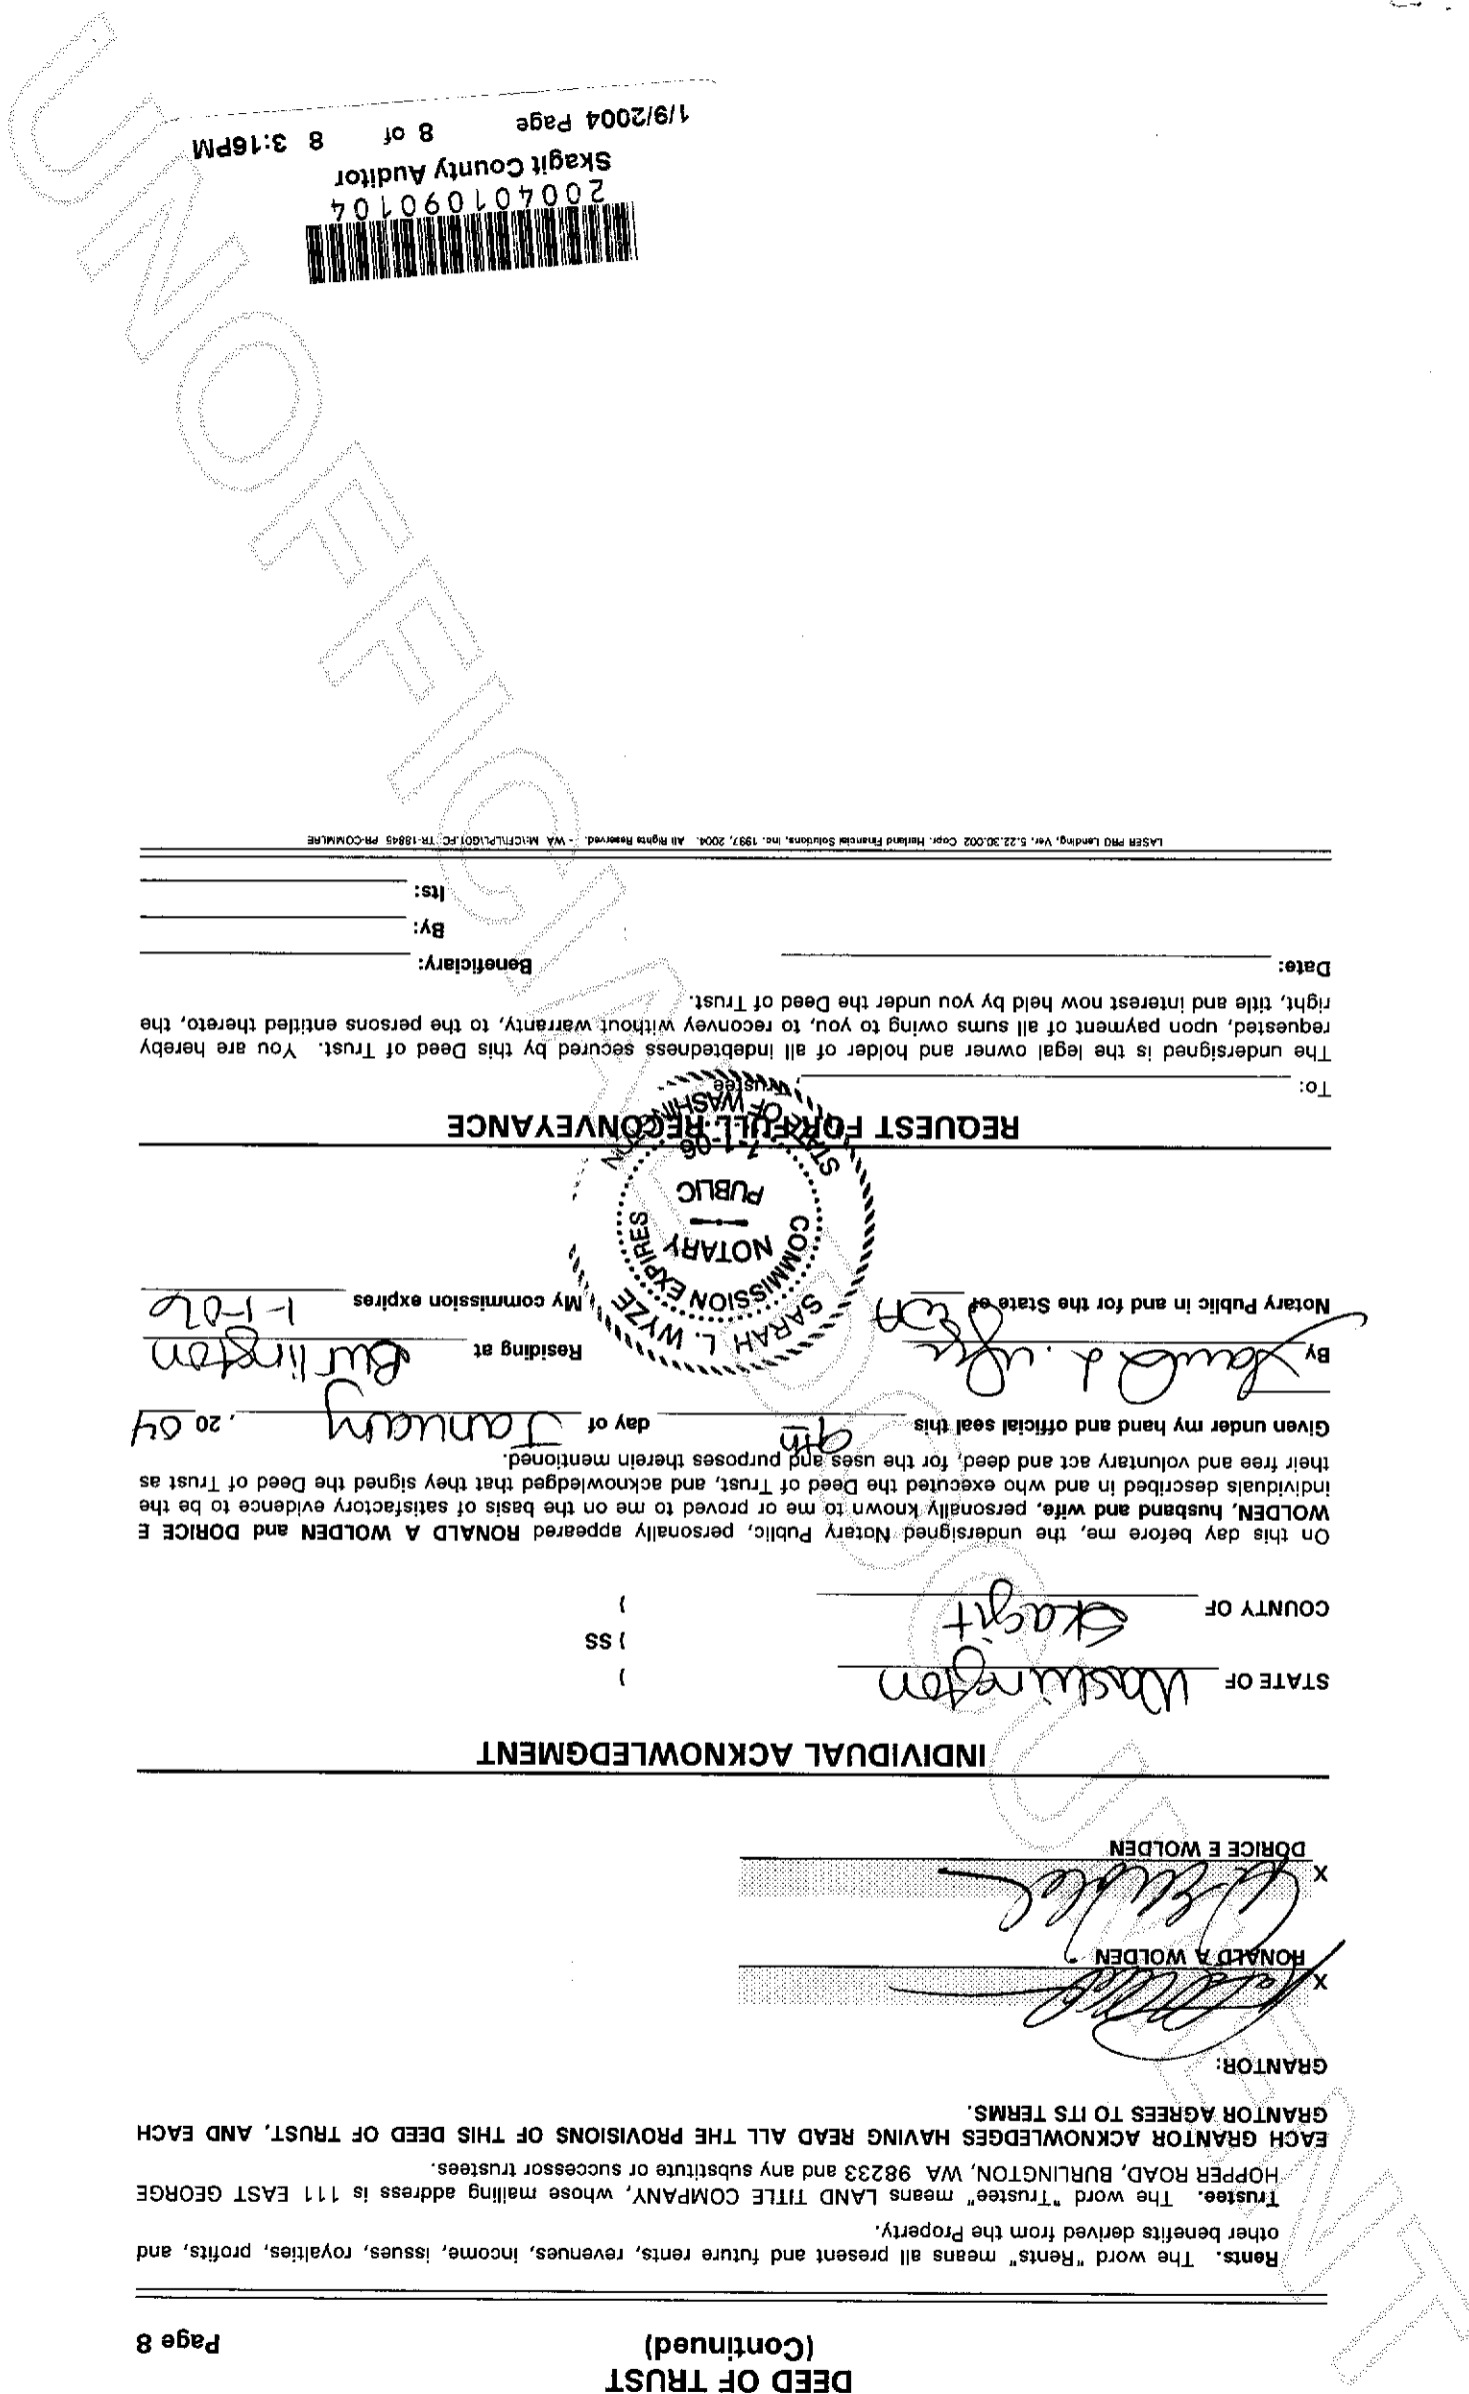 DEED OF TRUST
(Continued)
Page 8
Rents. The word "Rents" means all present and future rents, revenues, income, issues, royalties, profits, and
other benefits derived from the Property.
Trustee. The word "Trustee" means LAND TITLE COMPANY, whose mailing address is 111 EAST GEORGE
HOPPER ROAD, BURLINGTON, WA 98233 and any substitute or successor trustees.
EACH GRANTOR ACKNOWLEDGES HAVING READ ALL THE PROVISIONS OF THIS DEED OF TRUST, AND EACH
GRANTOR AGREES TO ITS TERMS.
GRANTOR:
X
RONALD A WOLDEN
X
DORICE E WOLDEN
INDIVIDUAL ACKNOWLEDGMENT
STATE OF Washington )
) SS
COUNTY OF Skagit )
On this day before me, the undersigned Notary Public, personally appeared RONALD A WOLDEN and DORICE E
WOLDEN, husband and wife, personally known to me or proved to me on the basis of satisfactory evidence to be the
individuals described in and who executed the Deed of Trust, and acknowledged that they signed the Deed of Trust as
their free and voluntary act and deed, for the uses and purposes therein mentioned.
Given under my hand and official seal this 9th day of January , 20 04
By Residing at Burlington
Notary Public in and for the State of WA My commission expires 1-1-06
SARAH L. WYZE
COMMISSION EXPIRES
NOTARY
PUBLIC
STATE OF WASHINGTON
REQUEST FOR FULL RECONVEYANCE
To: , Trustee
The undersigned is the legal owner and holder of all indebtedness secured by this Deed of Trust. You are hereby
requested, upon payment of all sums owing to you, to reconvey without warranty, to the persons entitled thereto, the
right, title and interest now held by you under the Deed of Trust.
Date: Beneficiary:
By:
Its:
LASER PRO Lending, Ver. 5.22.30.002 Copr. Harland Financial Solutions, Inc. 1997, 2004. All Rights Reserved. - WA M:\CFI\LPL\G01.FC TR-18845 PR-COMMLRE
200401090104
Skagit County Auditor
1/9/2004 Page 8 of 8 3:16PM
UNOFFICIAL DOCUMENT